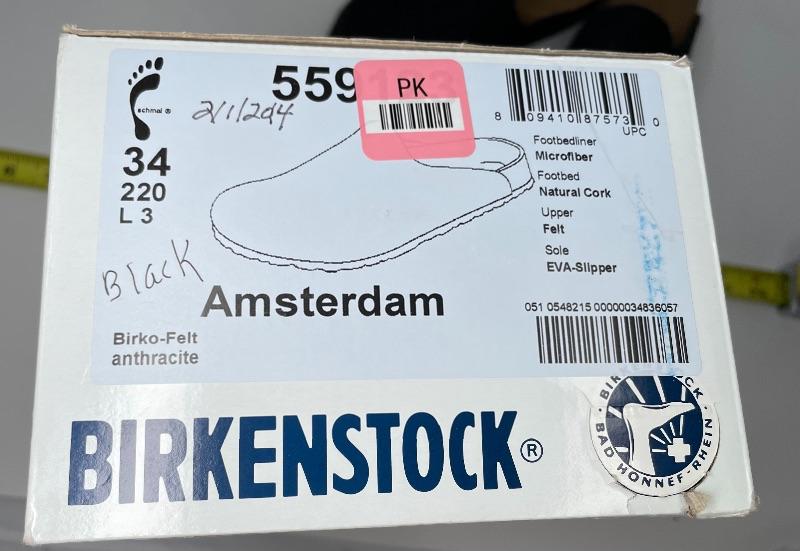 559
PK
2/1/2014
schmal ®
34
220
L 3
8 09410 87573 0
UPC
Footbedliner
Microfiber
Footbed
Natural Cork
Upper
Felt
Sole
EVA-Slipper
Black
Amsterdam
Birko-Felt
anthracite
051 0548215 00000034836057
BIRKENSTOCK®
BAD HONNEF-RHEIN